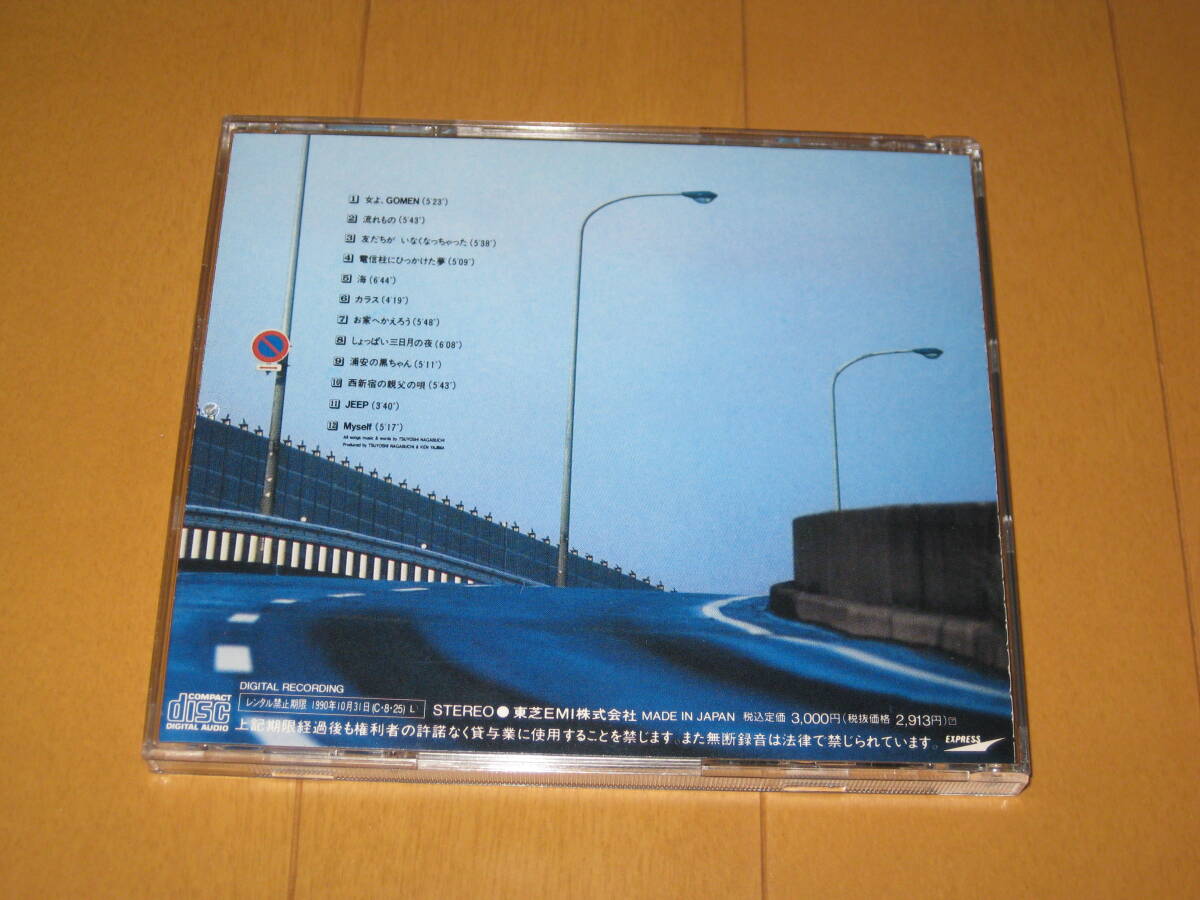 1 女よ、GOMEN (5'23")
2 流れもの (5'43")
3 友だちが いなくなっちゃった (5'38")
4 電信柱にひっかけた夢 (5'09")
5 海 (6'44")
6 カラス (4'19")
7 お家へかえろう (5'48")
8 しょっぱい三日月の夜 (6'08")
9 浦安の黒ちゃん (5'11")
10 西新宿の親父の唄 (5'43")
11 JEEP (3'40")
12 Myself (5'17")
All songs music & words by TSUYOSHI NAGABUCHI
Produced by TSUYOSHI NAGABUCHI & KEN YAJIMA
DIGITAL RECORDING
COMPACT
disc
DIGITAL AUDIO
レンタル禁止期限 1990年10月31日(C・8・25) L
STEREO ● 東芝EMI株式会社 MADE IN JAPAN 税込定価 3,000円(税抜価格 2,913円)
上記期限経過後も権利者の許諾なく貸与業に使用することを禁じます。また無断録音は法律で禁じられています。
EXPRESS